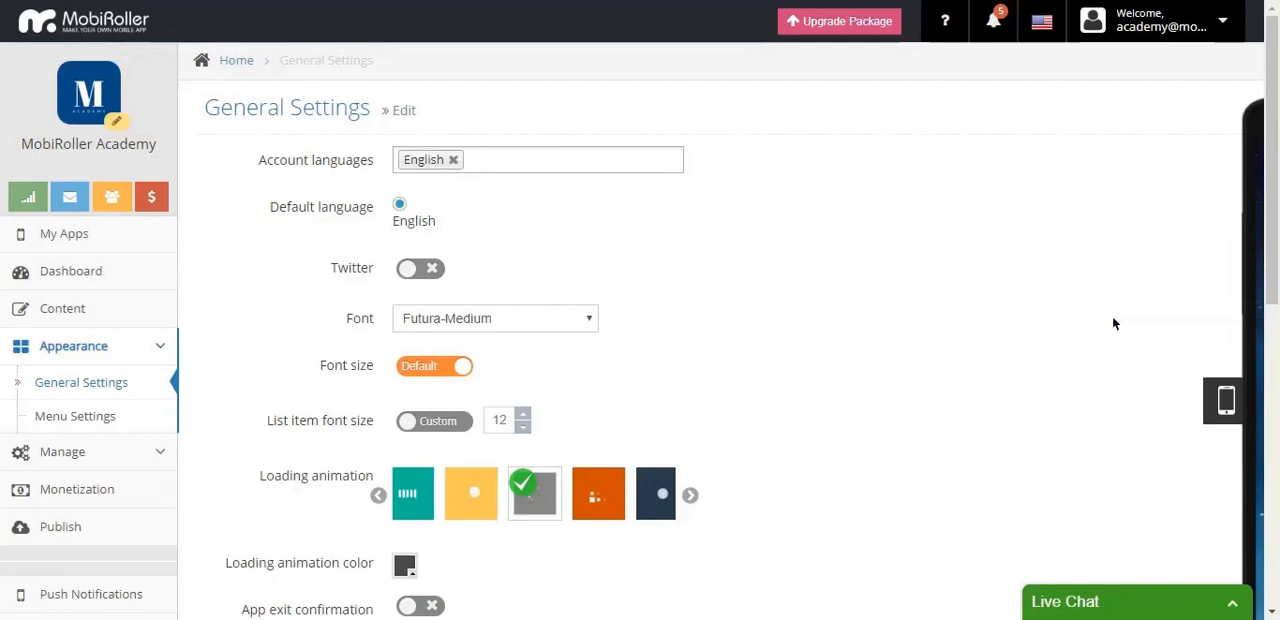 MobiRoller
MAKE YOUR OWN MOBILE APP
Upgrade Package
?
5
Welcome,
academy@mo...
Home > General Settings
M
ACADEMY
MobiRoller Academy
$
General Settings » Edit
Account languages
English
Default language
English
Twitter
Font
Futura-Medium
Font size
Default
List item font size
Custom
12
Loading animation
Loading animation color
App exit confirmation
My Apps
Dashboard
Content
Appearance
» General Settings
Menu Settings
Manage
Monetization
Publish
Push Notifications
Live Chat